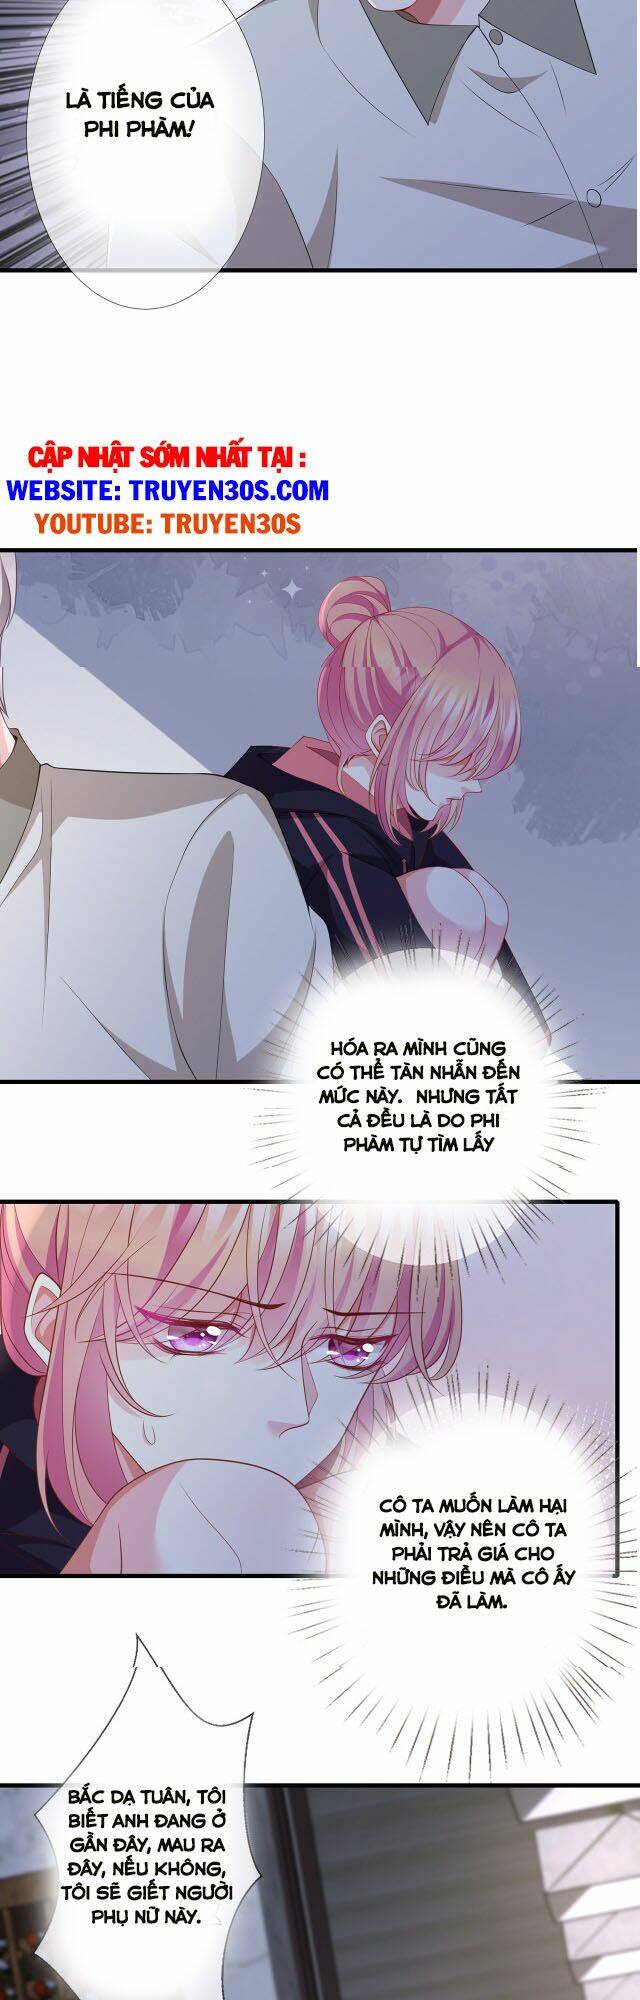 LÀ TIẾNG CỦA
PHI PHÀM!
CẬP NHẬT SỚM NHẤT TẠI :
WEBSITE: TRUYEN30S.COM
YOUTUBE: TRUYEN30S
HÓA RA MÌNH CŨNG
CÓ THỂ TÀN NHẪN ĐẾN
MỨC NÀY. NHƯNG TẤT
CẢ ĐỀU LÀ DO PHI
PHÀM TỰ TÌM LẤY
CÔ TA MUỐN LÀM HẠI
MÌNH, VẬY NÊN CÔ TA
PHẢI TRẢ GIÁ CHO
NHỮNG ĐIỀU MÀ CÔ ẤY
ĐÃ LÀM.
BẮC DẠ TUÂN, TÔI
BIẾT ANH ĐANG Ở
GẦN ĐÂY, MAU RA
ĐÂY, NẾU KHÔNG,
TÔI SẼ GIẾT NGƯỜI
PHỤ NỮ NÀY.